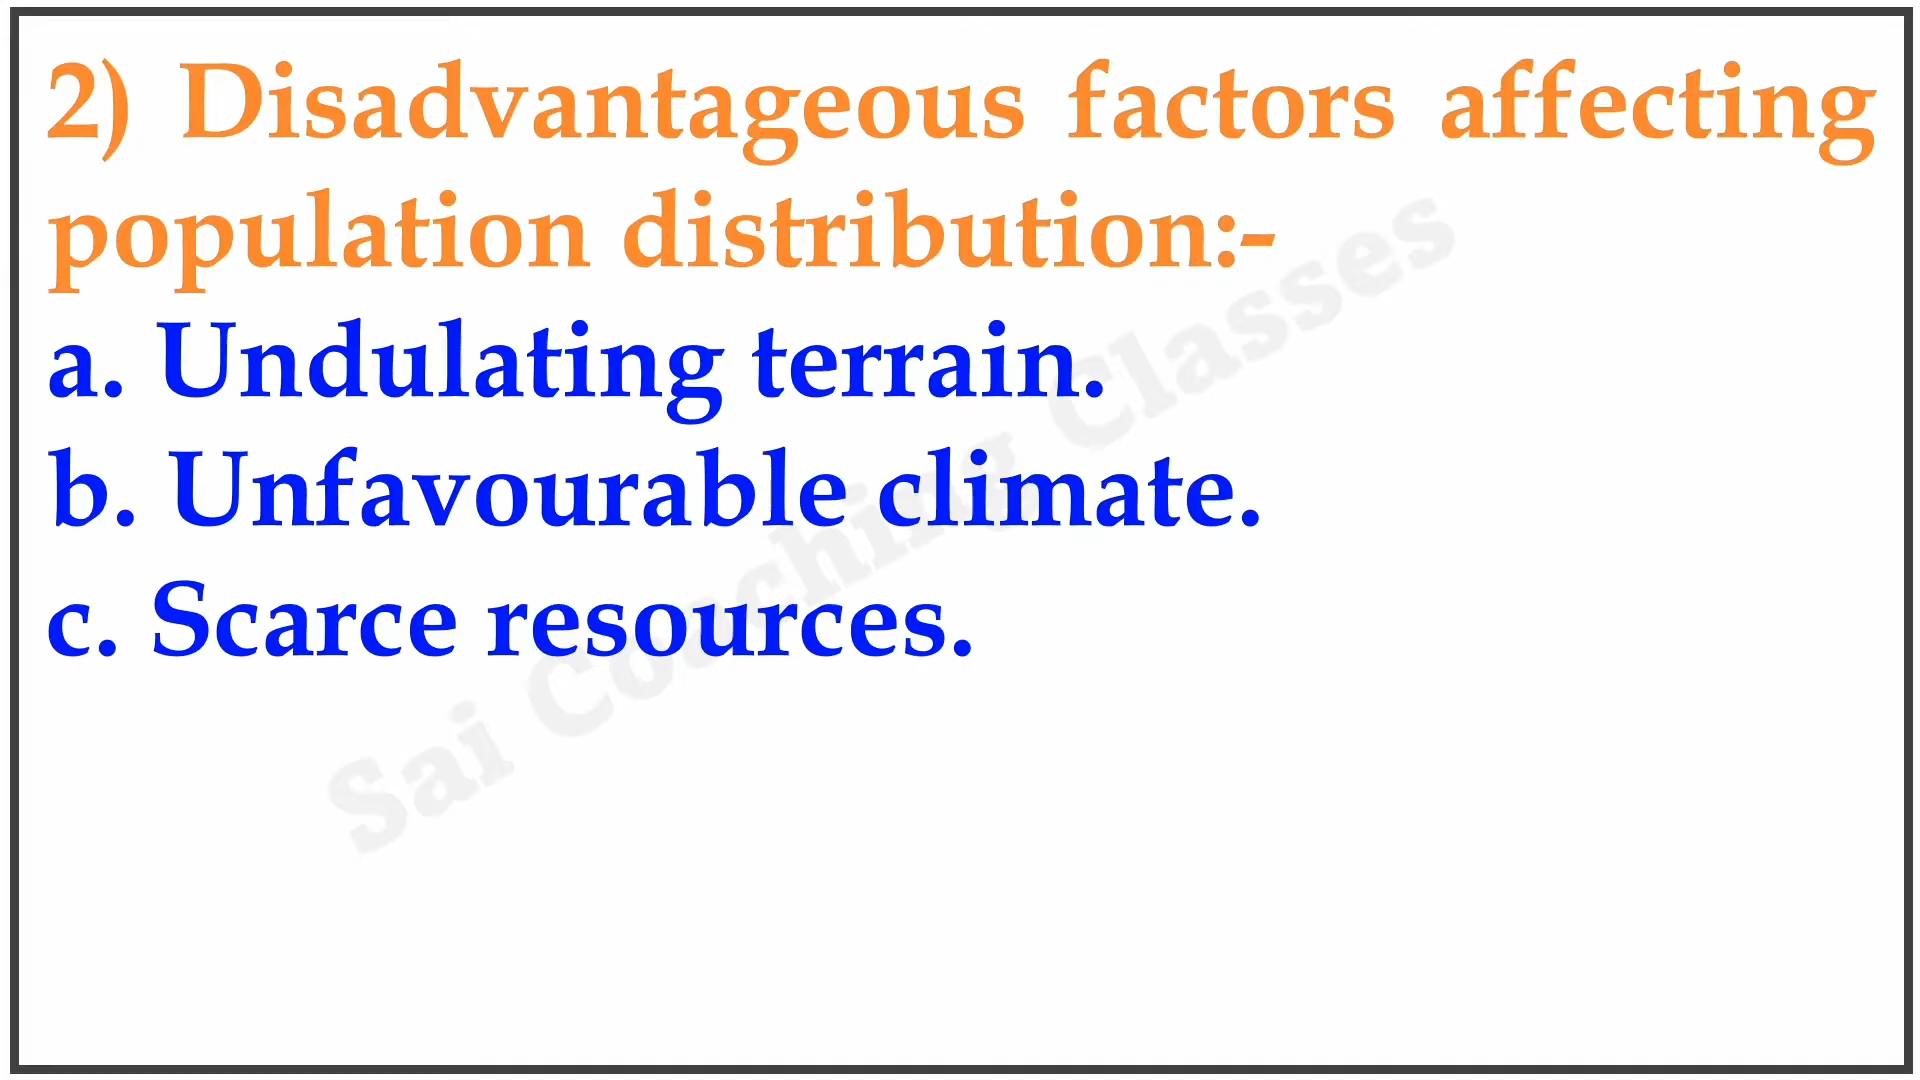 2) Disadvantageous factors affecting
population distribution:-
a. Undulating terrain.
b. Unfavourable climate.
c. Scarce resources.
Sai Coaching Classes